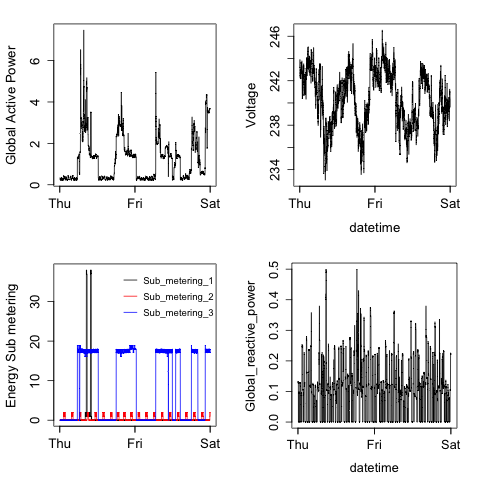 Global Active Power
6
4
2
0
Thu
Fri
Sat
Voltage
246
242
238
234
Thu
Fri
Sat
datetime
Energy Sub metering
30
20
10
0
Sub_metering_1
Sub_metering_2
Sub_metering_3
Thu
Fri
Sat
Global_reactive_power
0.5
0.4
0.3
0.2
0.1
0.0
Thu
Fri
Sat
datetime